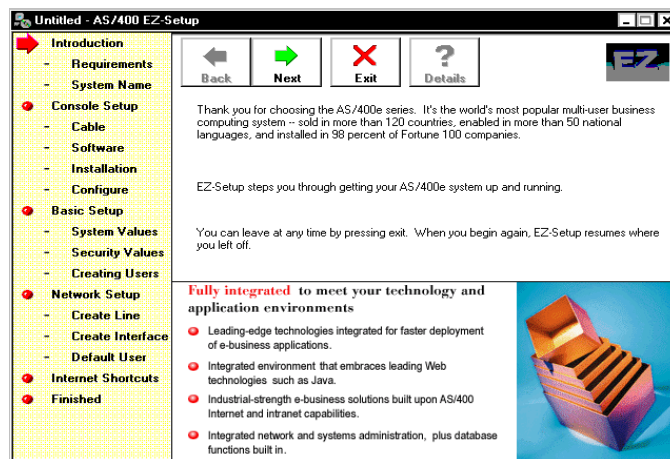 Untitled - AS/400 EZ-Setup
Introduction
- Requirements
- System Name
Console Setup
- Cable
- Software
- Installation
- Configure
Basic Setup
- System Values
- Security Values
- Creating Users
Network Setup
- Create Line
- Create Interface
- Default User
Internet Shortcuts
Finished
Back
Next
Exit
?
Details
EZ
Thank you for choosing the AS/400e series. It's the world's most popular multi-user business
computing system -- sold in more than 120 countries, enabled in more than 50 national
languages, and installed in 98 percent of Fortune 100 companies.
EZ-Setup steps you through getting your AS/400e system up and running.
You can leave at any time by pressing exit. When you begin again, EZ-Setup resumes where
you left off.
Fully integrated to meet your technology and
application environments
Leading-edge technologies integrated for faster deployment
of e-business applications.
Integrated environment that embraces leading Web
technologies such as Java.
Industrial-strength e-business solutions built upon AS/400
Internet and intranet capabilities.
Integrated network and systems administration, plus database
functions built in.